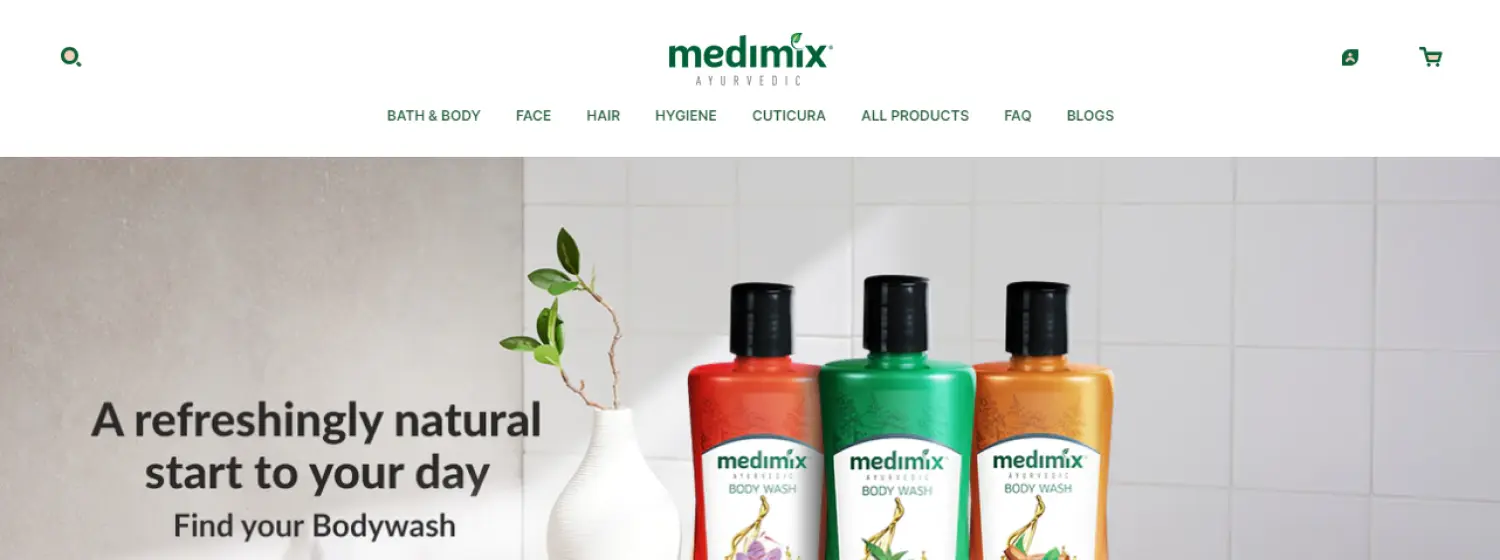 medimix®
AYURVEDIC
BATH & BODY FACE HAIR HYGIENE CUTICURA ALL PRODUCTS FAQ BLOGS
A refreshingly natural
start to your day
Find your Bodywash
medimix
AYURVEDIC
BODY WASH
medimix
AYURVEDIC
BODY WASH
medimix
AYURVEDIC
BODY WASH